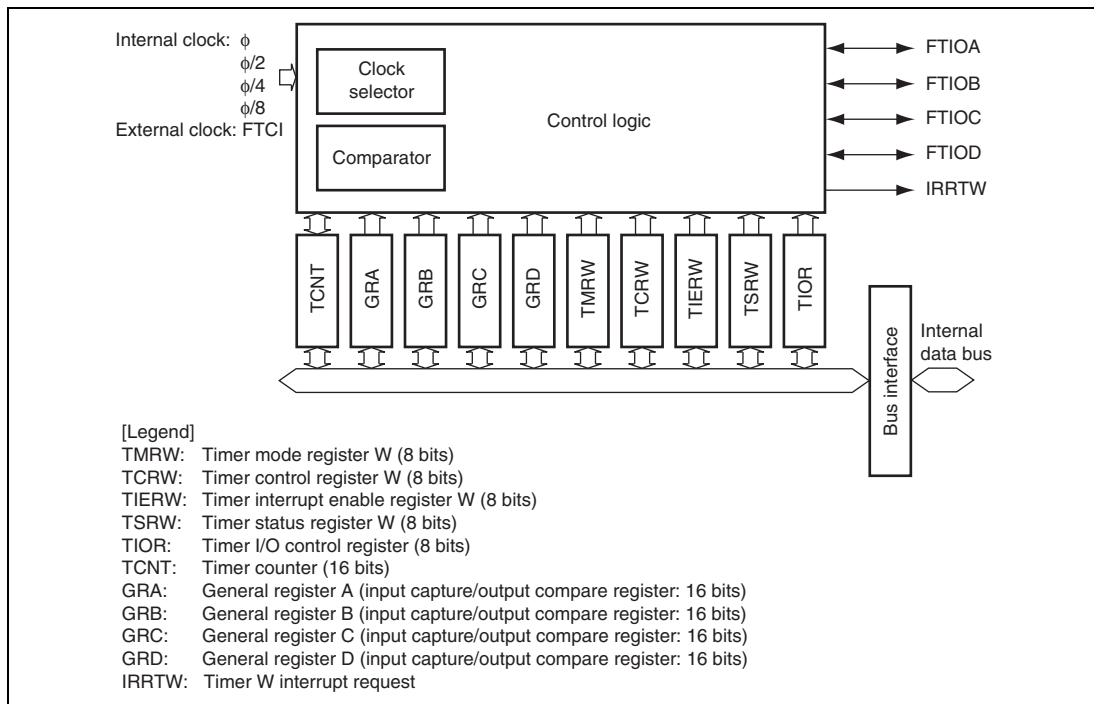 Internal clock: ϕ
ϕ/2
ϕ/4
ϕ/8
External clock: FTCI
Clock
selector
Comparator
Control logic
FTIOA
FTIOB
FTIOC
FTIOD
IRRTW
TCNT
GRA
GRB
GRC
GRD
TMRW
TCRW
TIERW
TSRW
TIOR
Bus interface
Internal
data bus
[Legend]
TMRW: Timer mode register W (8 bits)
TCRW: Timer control register W (8 bits)
TIERW: Timer interrupt enable register W (8 bits)
TSRW: Timer status register W (8 bits)
TIOR: Timer I/O control register (8 bits)
TCNT: Timer counter (16 bits)
GRA: General register A (input capture/output compare register: 16 bits)
GRB: General register B (input capture/output compare register: 16 bits)
GRC: General register C (input capture/output compare register: 16 bits)
GRD: General register D (input capture/output compare register: 16 bits)
IRRTW: Timer W interrupt request